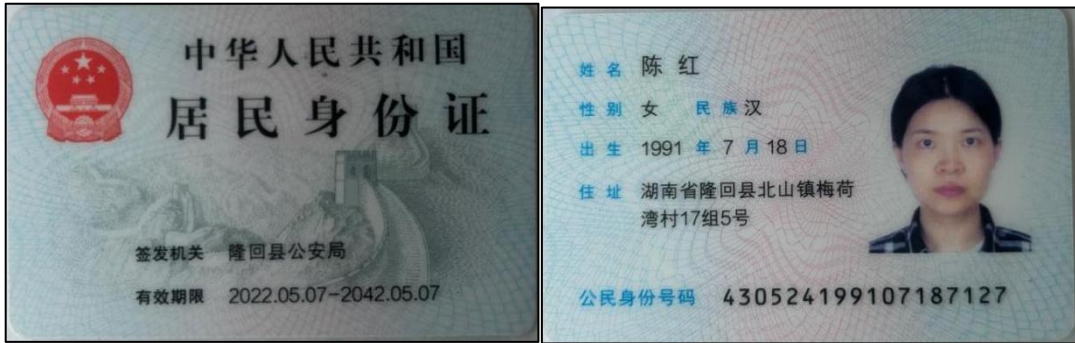 中华人民共和国
居民身份证
签发机关 隆回县公安局
有效期限 2022.05.07-2042.05.07
姓名 陈红
性别 女 民族 汉
出生 1991 年 7 月 18 日
住址 湖南省隆回县北山镇梅荷
湾村17组5号
公民身份号码 430524199107187127